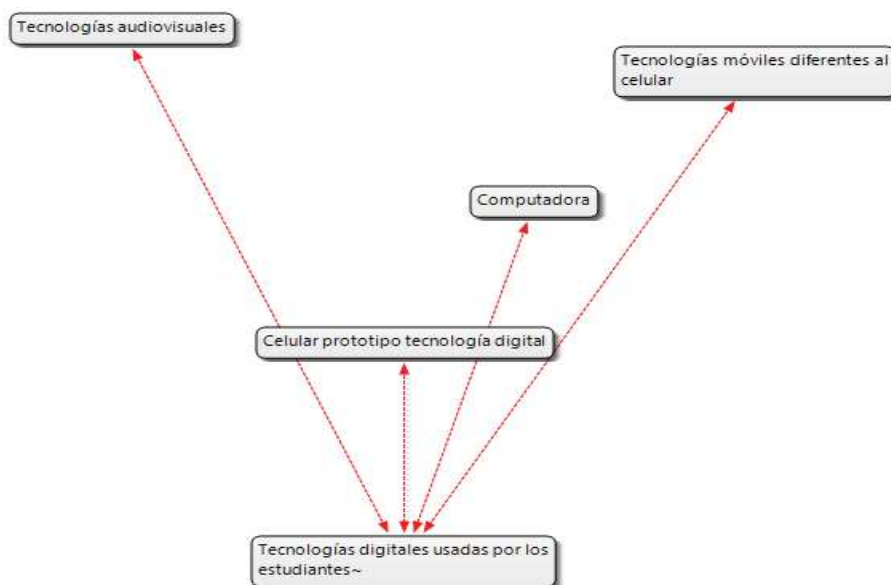 Tecnologías audiovisuales
Tecnologías móviles diferentes al
celular
Computadora
Celular prototipo tecnología digital
Tecnologías digitales usadas por los
estudiantes~